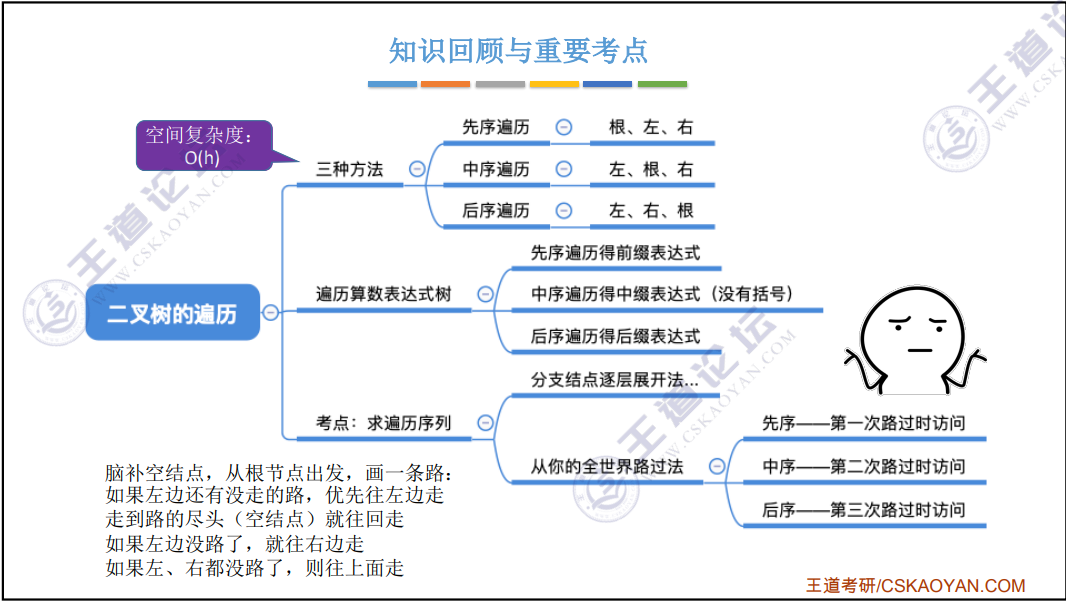 知识回顾与重要考点
空间复杂度：
O(h)
二叉树的遍历
三种方法
先序遍历
根、左、右
中序遍历
左、根、右
后序遍历
左、右、根
遍历算数表达式树
先序遍历得前缀表达式
中序遍历得中缀表达式（没有括号）
后序遍历得后缀表达式
考点：求遍历序列
分支结点逐层展开法...
从你的全世界路过法
先序——第一次路过时访问
中序——第二次路过时访问
后序——第三次路过时访问
脑补空结点，从根节点出发，画一条路：
如果左边还有没走的路，优先往左边走
走到路的尽头（空结点）就往回走
如果左边没路了，就往右边走
如果左、右都没路了，则往上面走
王道论坛
WWW.CSKAOYAN.COM
王道论坛
WWW.CSKAOYAN.COM
王道考研/CSKAOYAN.COM